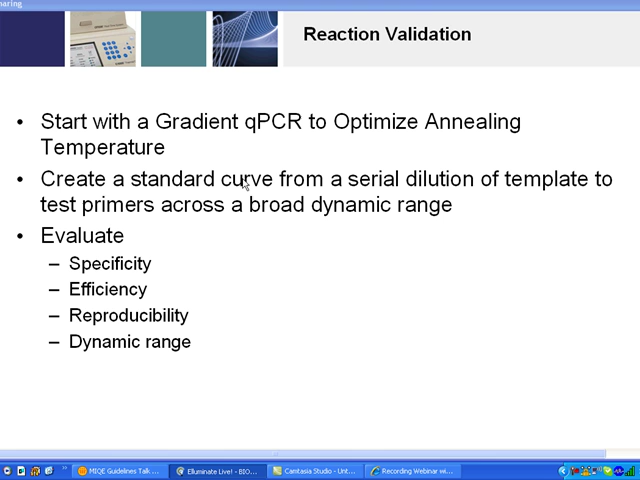 haring
Reaction Validation
• Start with a Gradient qPCR to Optimize Annealing
Temperature
• Create a standard curve from a serial dilution of template to
test primers across a broad dynamic range
• Evaluate
– Specificity
– Efficiency
– Reproducibility
– Dynamic range
MIQE Guidelines Talk ... Elluminate Live! - BIO... Camtasia Studio - Unt... Recording Webinar wi...